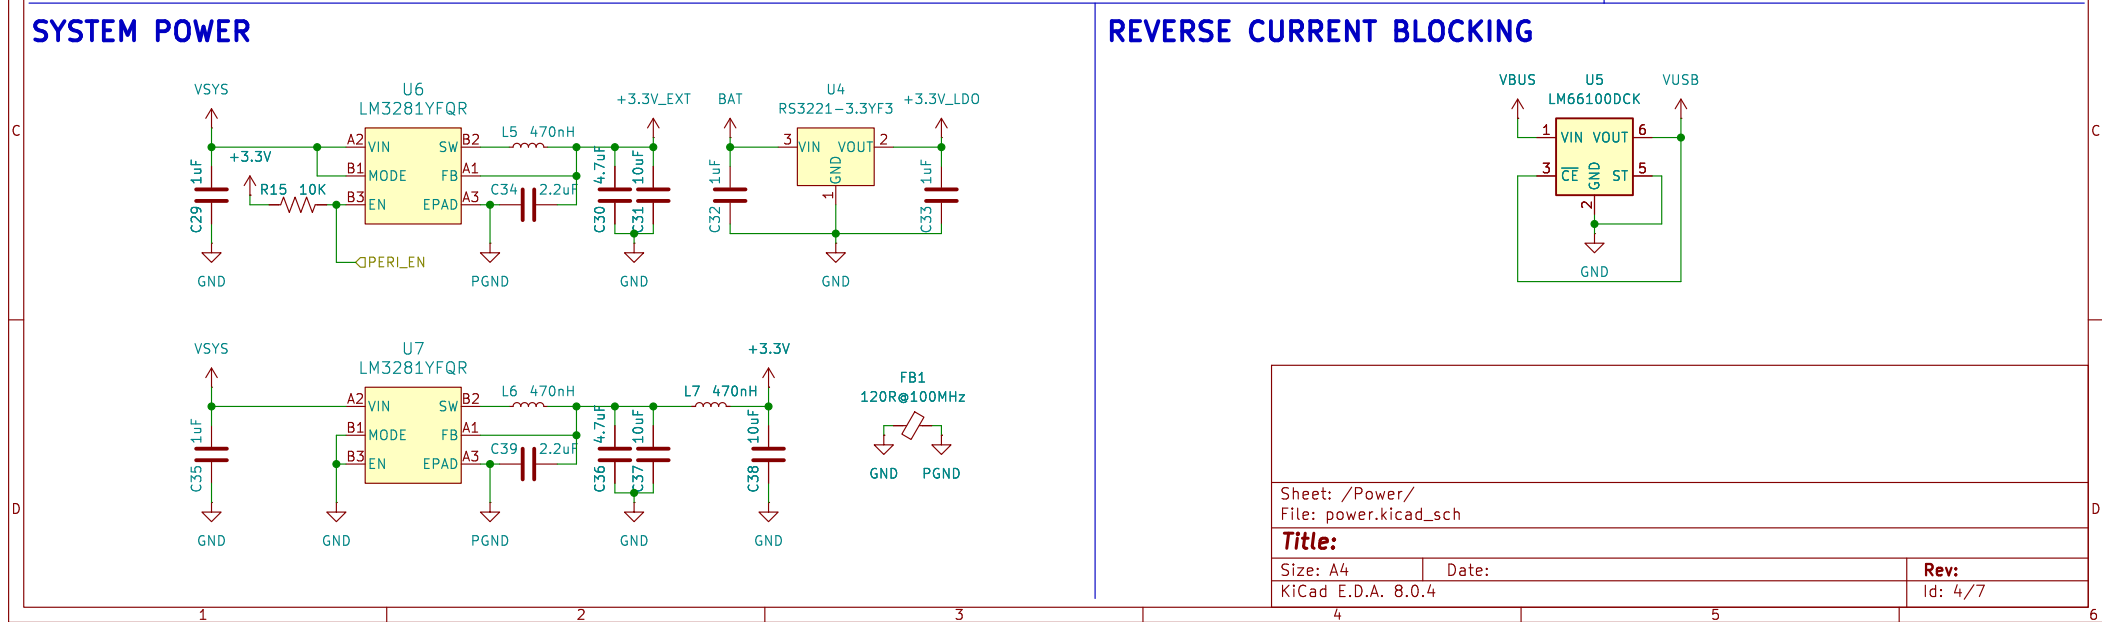 SYSTEM POWER
VSYS
U6
LM3281YFQR
+3.3V
1uF
C29
R15 10K
A2 VIN
B1 MODE
B3 EN
SW B2
FB A1
EPAD A3
PERI_EN
GND
PGND
L5 470nH
C34 2.2uF
4.7uF
C30
10uF
C31
+3.3V_EXT
GND
BAT
U4
RS3221-3.3YF3
+3.3V_LDO
3 VIN
VOUT 2
GND
1
1uF
C32
1uF
C33
GND
VSYS
U7
LM3281YFQR
1uF
C35
A2 VIN
B1 MODE
B3 EN
SW B2
FB A1
EPAD A3
GND
GND
PGND
L6 470nH
C39 2.2uF
4.7uF
C36
10uF
C37
GND
L7 470nH
+3.3V
10uF
C38
GND
FB1
120R@100MHz
GND
PGND
REVERSE CURRENT BLOCKING
VBUS
U5
VUSB
LM66100DCK
1 VIN
VOUT 6
3 CE
ST 5
GND
2
GND
Sheet: /Power/
File: power.kicad_sch
Title:
Size: A4
Date:
Rev:
KiCad E.D.A. 8.0.4
Id: 4/7
C
D
C
D
1
2
3
4
5
6